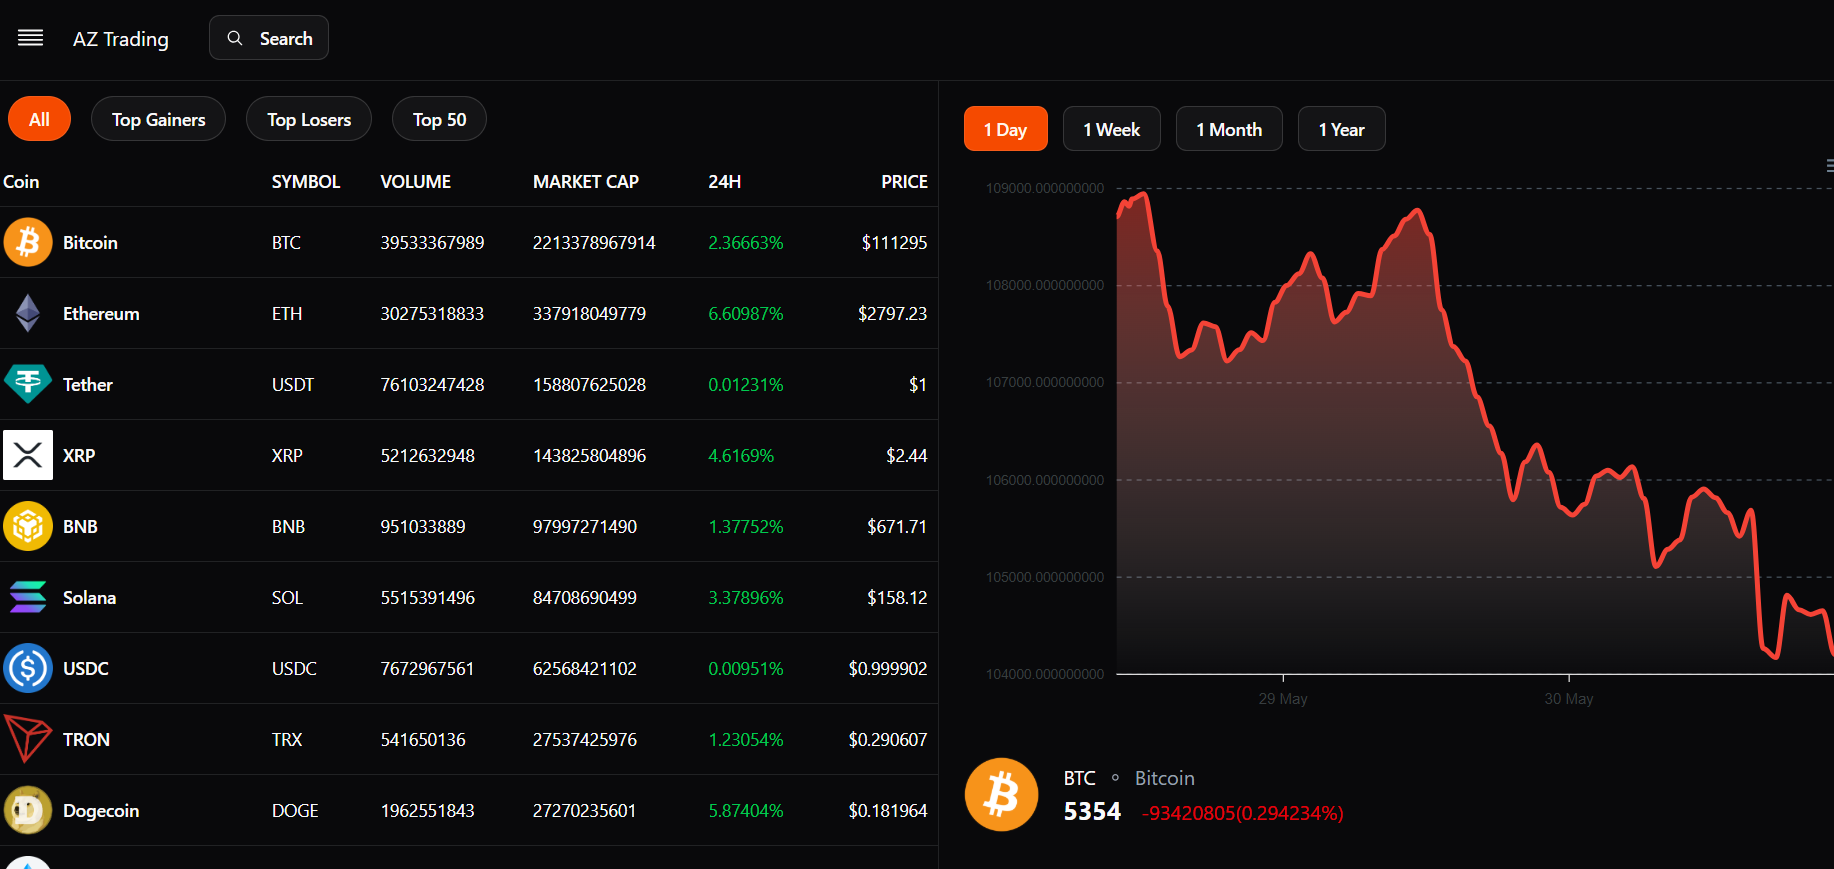 AZ Trading Search
All Top Gainers Top Losers Top 50
Coin SYMBOL VOLUME MARKET CAP 24H PRICE
Bitcoin BTC 39533367989 2213378967914 2.36663% $111295
Ethereum ETH 30275318833 337918049779 6.60987% $2797.23
Tether USDT 76103247428 158807625028 0.01231% $1
XRP XRP 5212632948 143825804896 4.6169% $2.44
BNB BNB 951033889 97997271490 1.37752% $671.71
Solana SOL 5515391496 84708690499 3.37896% $158.12
USDC USDC 7672967561 62568421102 0.00951% $0.999902
TRON TRX 541650136 27537425976 1.23054% $0.290607
Dogecoin DOGE 1962551843 27270235601 5.87404% $0.181964
1 Day 1 Week 1 Month 1 Year
109000.000000000
108000.000000000
107000.000000000
106000.000000000
105000.000000000
104000.000000000
29 May 30 May
BTC Bitcoin
5354 -93420805(0.294234%)